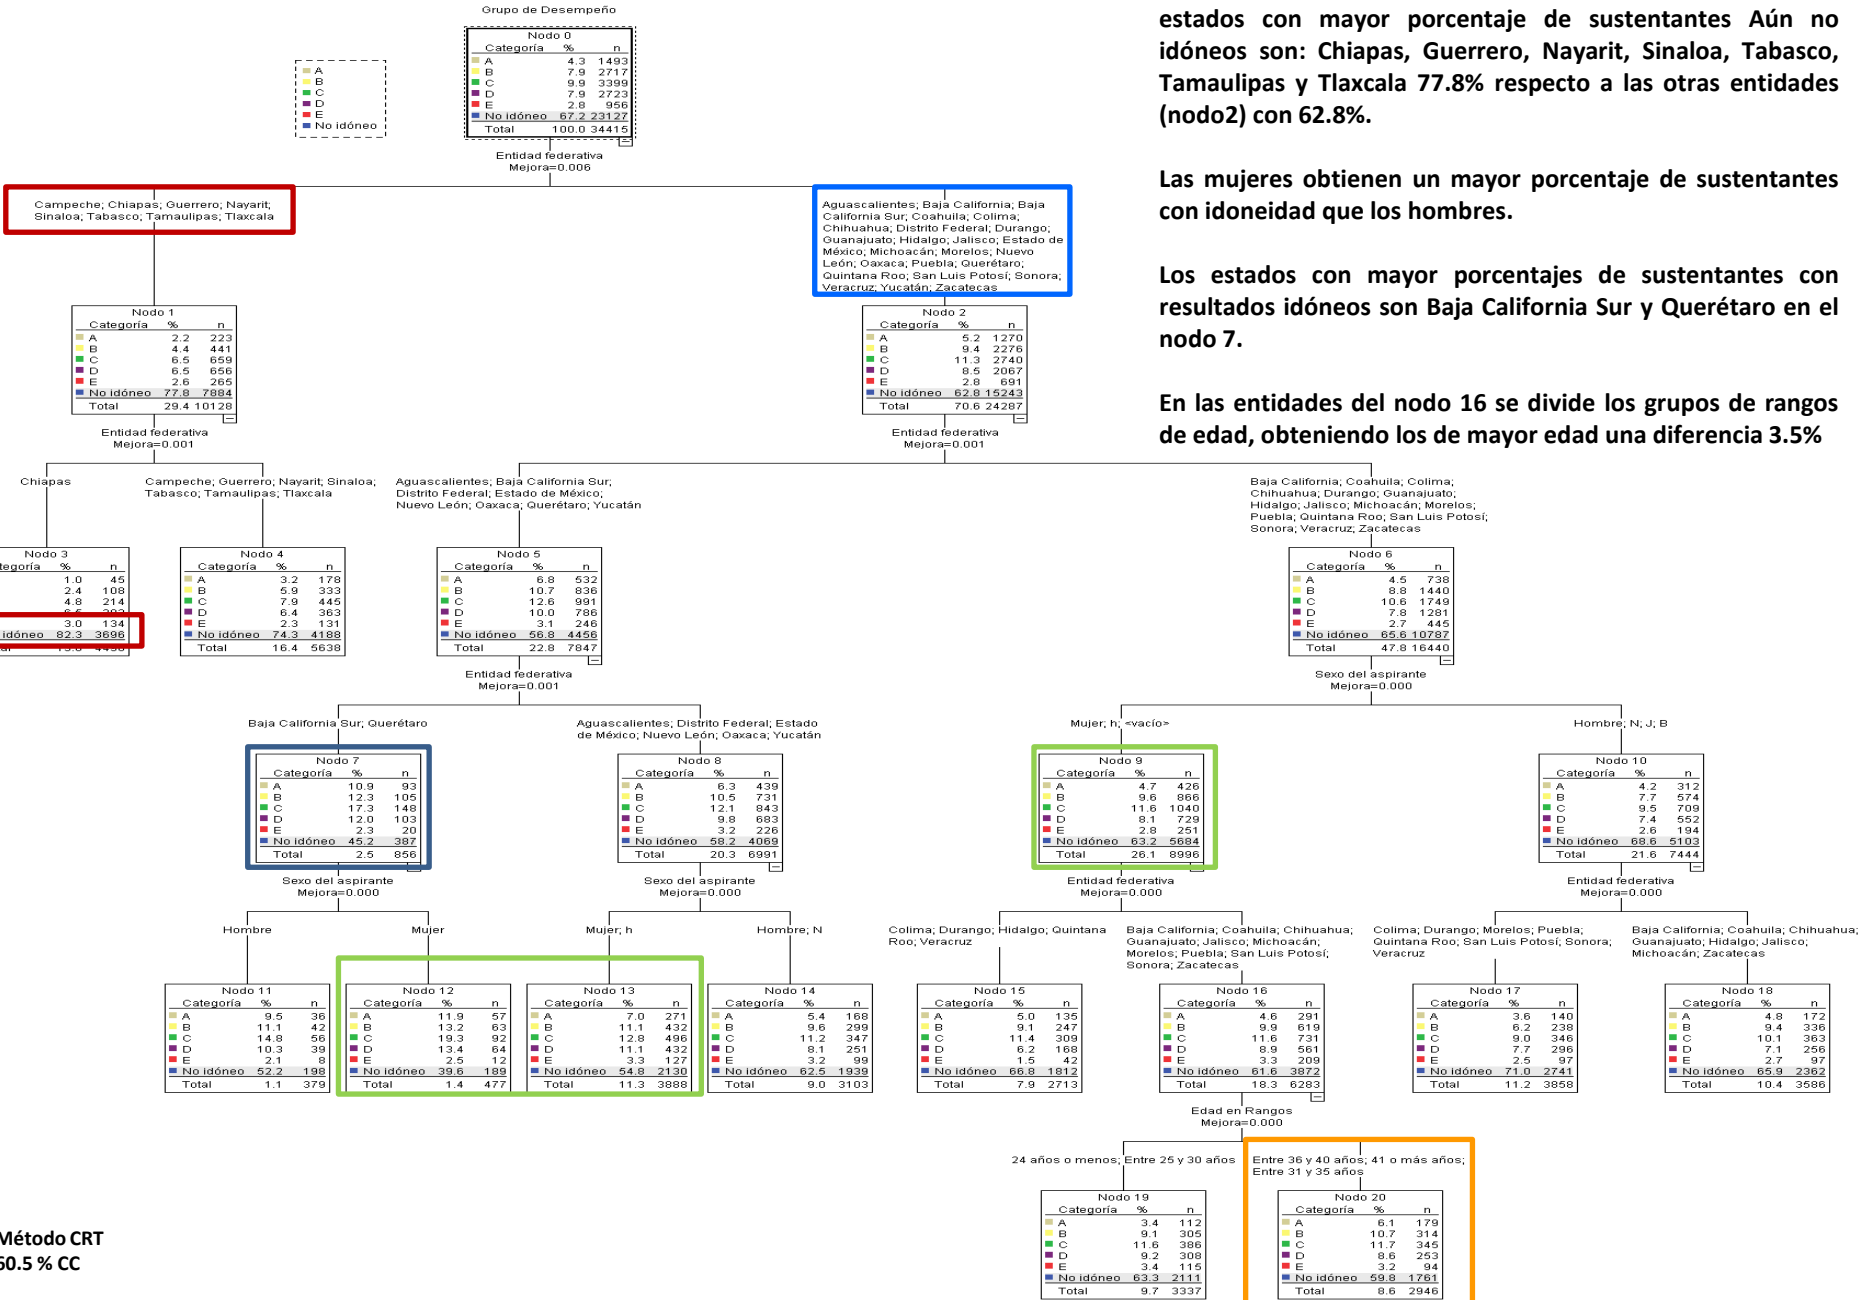 Grupo de Desempeño
Nodo 0
Categoría % n
A 4.3 1493
B 7.9 2717
C 9.9 3399
D 7.9 2723
E 2.8 956
No idóneo 67.2 23127
Total 100.0 34415
A
B
C
D
E
No idóneo
Entidad federativa
Mejora=0.006
estados con mayor porcentaje de sustentantes Aún no
idóneos son: Chiapas, Guerrero, Nayarit, Sinaloa, Tabasco,
Tamaulipas y Tlaxcala 77.8% respecto a las otras entidades
(nodo2) con 62.8%.
Las mujeres obtienen un mayor porcentaje de sustentantes
con idoneidad que los hombres.
Los estados con mayor porcentajes de sustentantes con
resultados idóneos son Baja California Sur y Querétaro en el
nodo 7.
En las entidades del nodo 16 se divide los grupos de rangos
de edad, obteniendo los de mayor edad una diferencia 3.5%
Campeche; Chiapas; Guerrero; Nayarit;
Sinaloa; Tabasco; Tamaulipas; Tlaxcala
Aguascalientes; Baja California; Baja
California Sur; Coahuila; Colima;
Chihuahua; Distrito Federal; Durango;
Guanajuato; Hidalgo; Jalisco; Estado de
México; Michoacán; Morelos; Nuevo
León; Oaxaca; Puebla; Querétaro;
Quintana Roo; San Luis Potosí; Sonora;
Veracruz; Yucatán; Zacatecas
Nodo 1
Categoría % n
A 2.2 223
B 4.4 441
C 6.5 659
D 6.5 656
E 2.6 265
No idóneo 77.8 7884
Total 29.4 10128
Entidad federativa
Mejora=0.001
Nodo 2
Categoría % n
A 5.2 1270
B 9.4 2276
C 11.3 2740
D 8.5 2067
E 2.8 691
No idóneo 62.8 15243
Total 70.6 24287
Entidad federativa
Mejora=0.001
Chiapas
Campeche; Guerrero; Nayarit; Sinaloa;
Tabasco; Tamaulipas; Tlaxcala
Aguascalientes; Baja California Sur;
Distrito Federal; Estado de México;
Nuevo León; Oaxaca; Querétaro; Yucatán
Baja California; Coahuila; Colima;
Chihuahua; Durango; Guanajuato;
Hidalgo; Jalisco; Michoacán; Morelos;
Puebla; Quintana Roo; San Luis Potosí;
Sonora; Veracruz; Zacatecas
Nodo 3
tegoría % n
1.0 45
2.4 108
4.8 214
3.0 134
idóneo 82.3 3696
Nodo 4
Categoría % n
A 3.2 178
B 5.9 333
C 7.9 445
D 6.4 363
E 2.3 131
No idóneo 74.3 4188
Total 16.4 5638
Nodo 5
Categoría % n
A 6.8 532
B 10.7 836
C 12.6 991
D 10.0 786
E 3.1 246
No idóneo 56.8 4456
Total 22.8 7847
Entidad federativa
Mejora=0.001
Nodo 6
Categoría % n
A 4.5 738
B 8.8 1440
C 10.6 1749
D 7.8 1281
E 2.7 445
No idóneo 65.6 10787
Total 47.8 16440
Sexo del aspirante
Mejora=0.000
Baja California Sur; Querétaro
Aguascalientes; Distrito Federal; Estado
de México; Nuevo León; Oaxaca; Yucatán
Mujer; h; <vacío>
Hombre; N; J; B
Nodo 7
Categoría % n
A 10.9 93
B 12.3 105
C 17.3 148
D 12.0 103
E 2.3 20
No idóneo 45.2 387
Total 2.5 856
Sexo del aspirante
Mejora=0.000
Nodo 8
Categoría % n
A 6.3 439
B 10.5 731
C 12.1 843
D 9.8 683
E 3.2 226
No idóneo 58.2 4069
Total 20.3 6991
Sexo del aspirante
Mejora=0.000
Nodo 9
Categoría % n
A 4.7 426
B 9.6 866
C 11.6 1040
D 8.1 729
E 2.8 251
No idóneo 63.2 5684
Total 26.1 8996
Entidad federativa
Mejora=0.000
Nodo 10
Categoría % n
A 4.2 312
B 7.7 574
C 9.5 709
D 7.4 552
E 2.6 194
No idóneo 68.6 5103
Total 21.6 7444
Entidad federativa
Mejora=0.000
Hombre
Mujer
Mujer; h
Hombre; N
Colima; Durango; Hidalgo; Quintana
Roo; Veracruz
Baja California; Coahuila; Chihuahua;
Guanajuato; Jalisco; Michoacán;
Morelos; Puebla; San Luis Potosí;
Sonora; Zacatecas
Colima; Durango; Morelos; Puebla;
Quintana Roo; San Luis Potosí; Sonora;
Veracruz
Baja California; Coahuila; Chihuahua;
Guanajuato; Hidalgo; Jalisco;
Michoacán; Zacatecas
Nodo 11
Categoría % n
A 9.5 36
B 11.1 42
C 14.8 56
D 10.3 39
E 2.1 8
No idóneo 52.2 198
Total 1.1 379
Nodo 12
Categoría % n
A 11.9 57
B 13.2 63
C 19.3 92
D 13.4 64
E 2.5 12
No idóneo 39.6 189
Total 1.4 477
Nodo 13
Categoría % n
A 7.0 271
B 11.1 432
C 12.8 496
D 11.1 432
E 3.3 127
No idóneo 54.8 2130
Total 11.3 3888
Nodo 14
Categoría % n
A 5.4 168
B 9.6 299
C 11.2 347
D 8.1 251
E 3.2 99
No idóneo 62.5 1939
Total 9.0 3103
Nodo 15
Categoría % n
A 5.0 135
B 9.1 247
C 11.4 309
D 6.2 168
E 1.5 42
No idóneo 66.8 1812
Total 7.9 2713
Nodo 16
Categoría % n
A 4.6 291
B 9.9 619
C 11.6 731
D 8.9 561
E 3.3 209
No idóneo 61.6 3872
Total 18.3 6283
Edad en Rangos
Mejora=0.000
Nodo 17
Categoría % n
A 3.6 140
B 6.2 238
C 9.0 346
D 7.7 296
E 2.5 97
No idóneo 71.0 2741
Total 11.2 3858
Nodo 18
Categoría % n
A 4.8 172
B 9.4 336
C 10.1 363
D 7.1 256
E 2.7 97
No idóneo 65.9 2362
Total 10.4 3586
24 años o menos; Entre 25 y 30 años
Entre 36 y 40 años; 41 o más años;
Entre 31 y 35 años
Nodo 19
Categoría % n
A 3.4 112
B 9.1 305
C 11.6 386
D 9.2 308
E 3.4 115
No idóneo 63.3 2111
Total 9.7 3337
Nodo 20
Categoría % n
A 6.1 179
B 10.7 314
C 11.7 345
D 8.6 253
E 3.2 94
No idóneo 59.8 1761
Total 8.6 2946
Método CRT
60.5 % CC